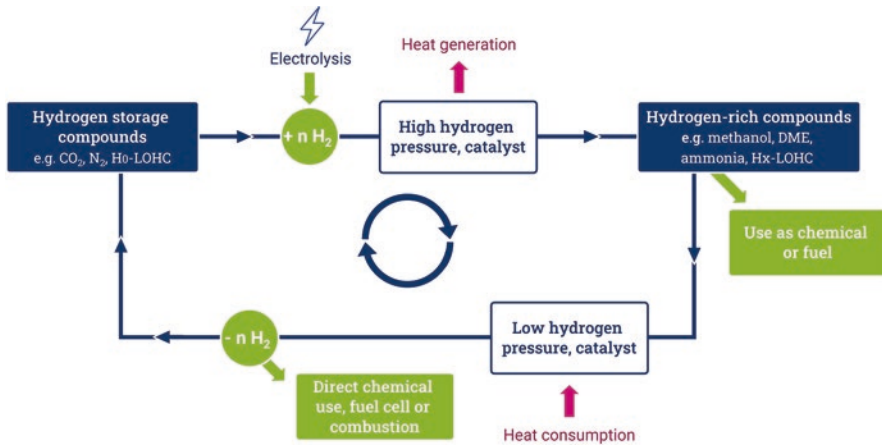 Electrolysis
Heat generation
Hydrogen storage
compounds
e.g. CO₂, N₂, H0-LOHC
+ n H₂
High hydrogen
pressure, catalyst
Hydrogen-rich compounds
e.g. methanol, DME,
ammonia, Hx-LOHC
Use as chemical
or fuel
- n H₂
Low hydrogen
pressure, catalyst
Direct chemical
use, fuel cell or
combustion
Heat consumption